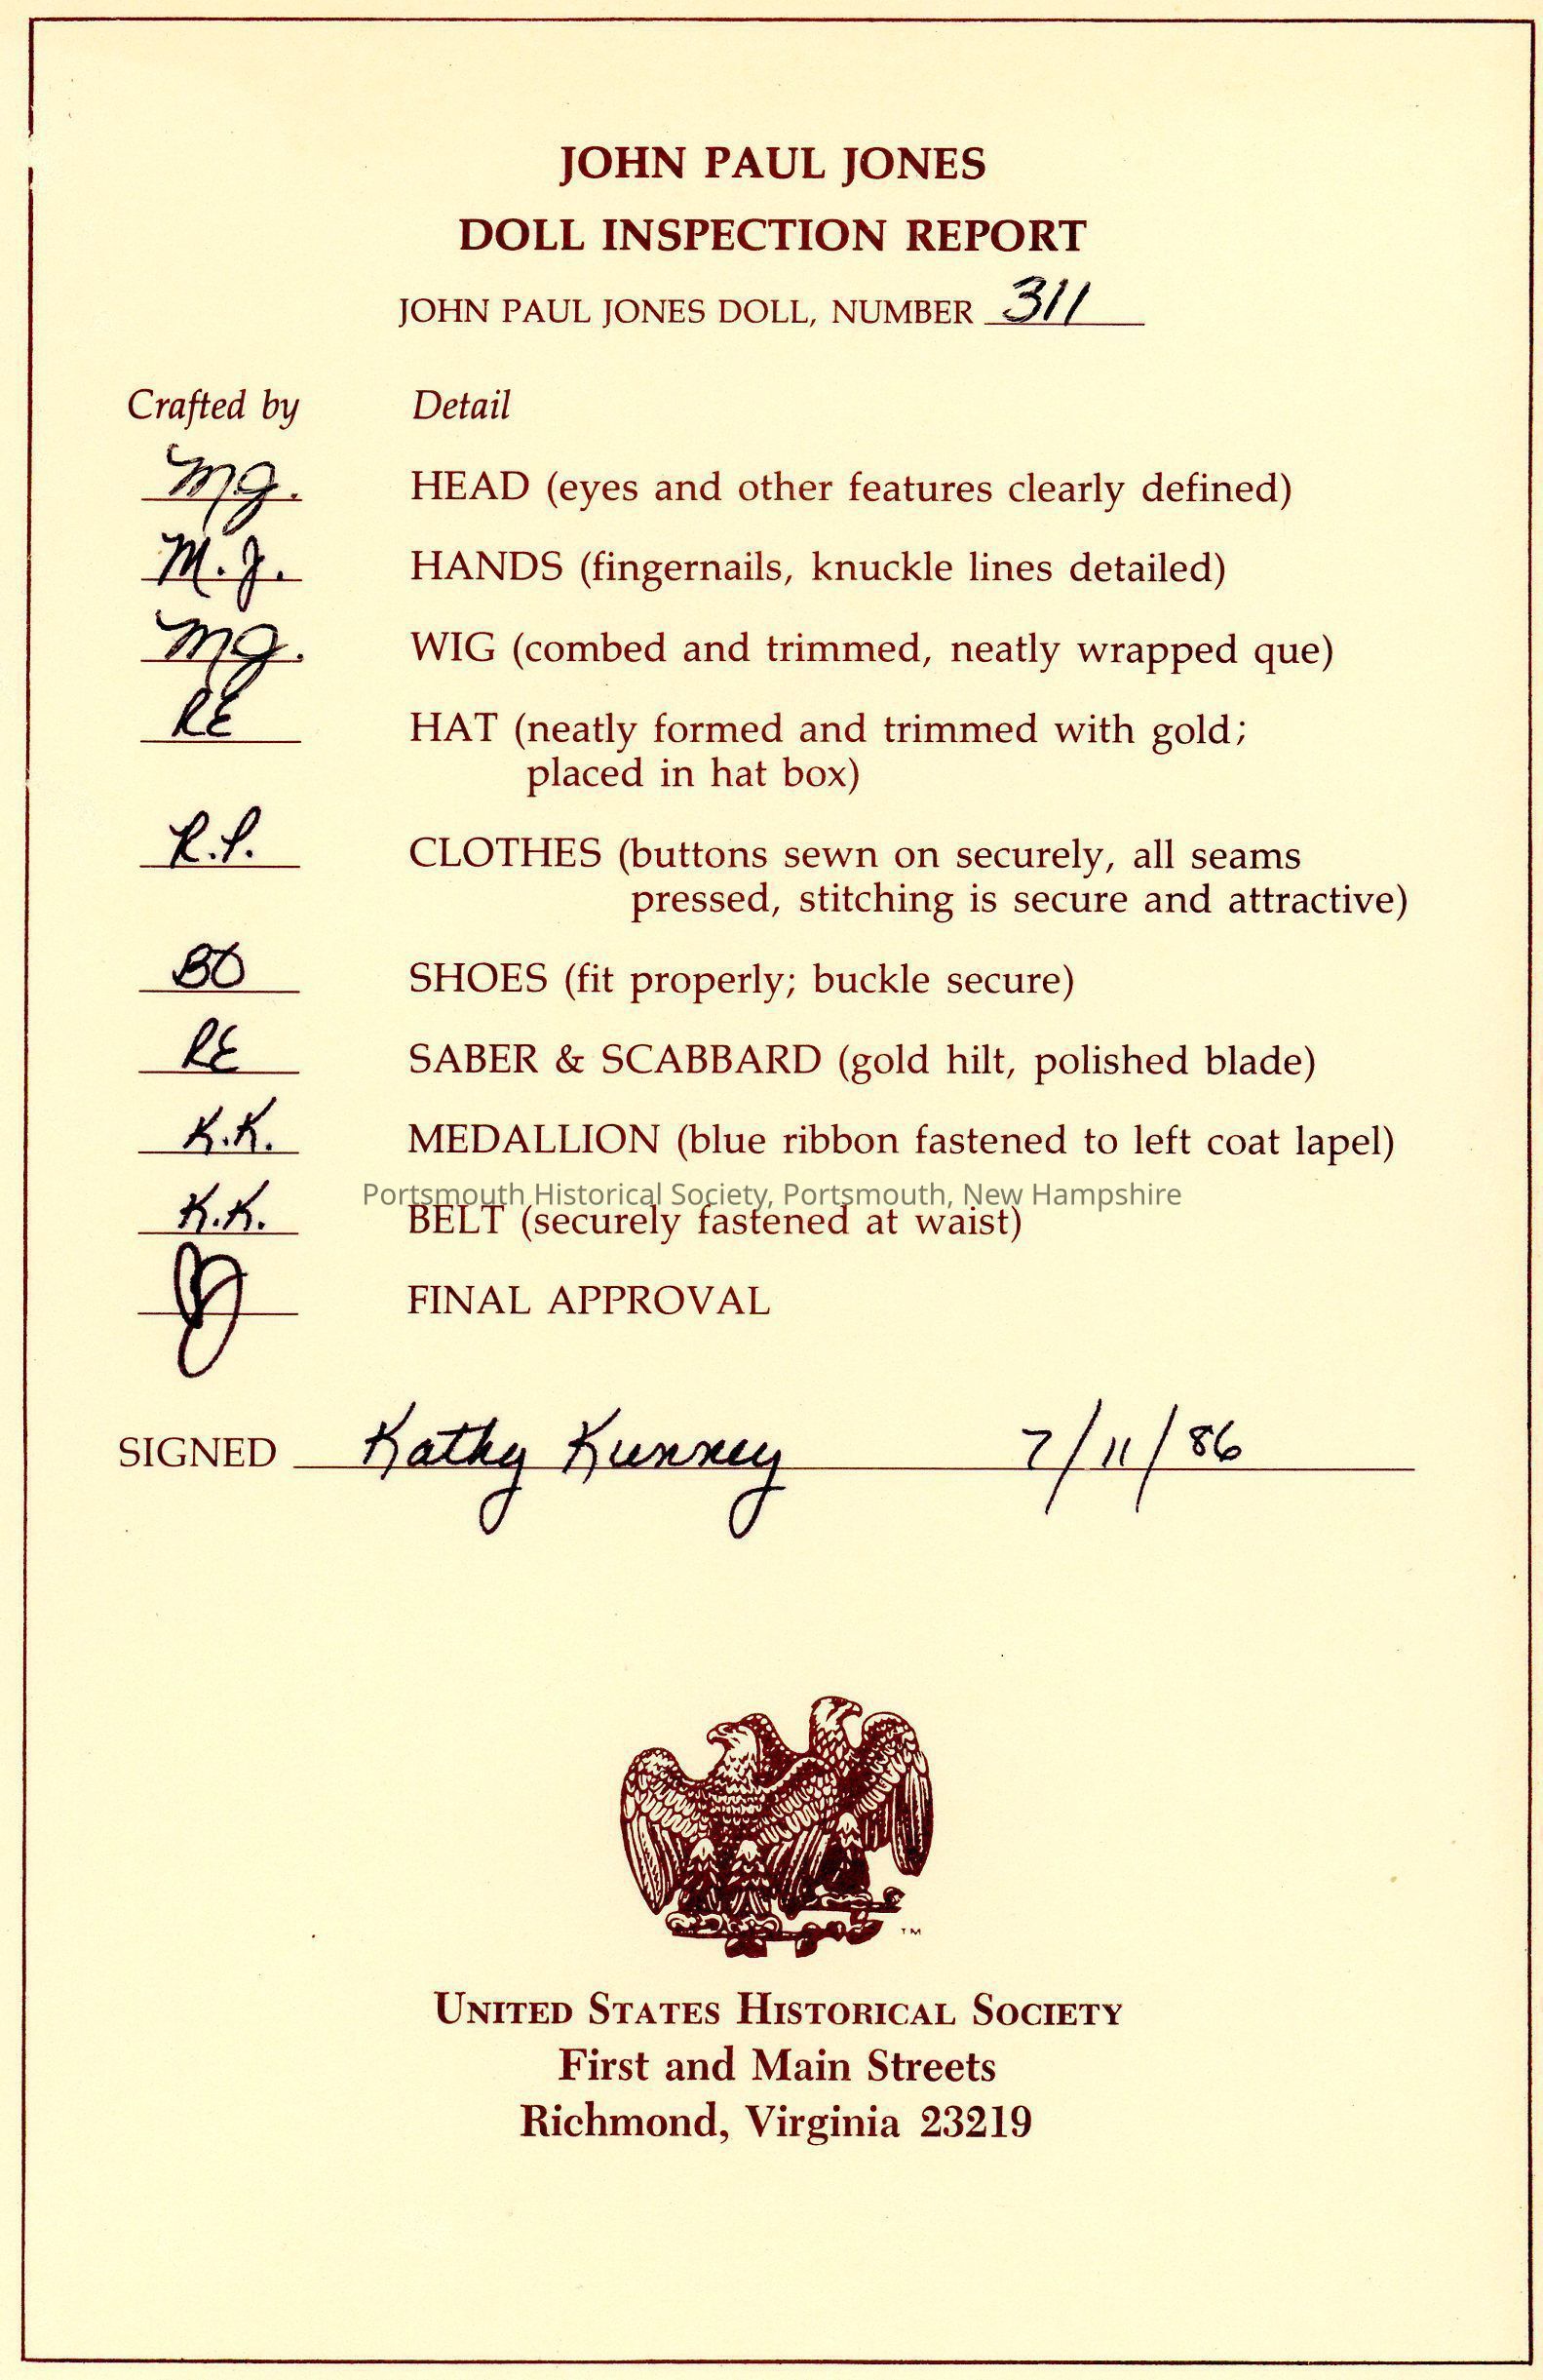 JOHN PAUL JONES
DOLL INSPECTION REPORT
JOHN PAUL JONES DOLL, NUMBER 311
Crafted by Detail
MJ. HEAD (eyes and other features clearly defined)
M.J. HANDS (fingernails, knuckle lines detailed)
MJ. WIG (combed and trimmed, neatly wrapped que)
RE HAT (neatly formed and trimmed with gold;
placed in hat box)
R.P. CLOTHES (buttons sewn on securely, all seams
pressed, stitching is secure and attractive)
BO SHOES (fit properly; buckle secure)
RE SABER & SCABBARD (gold hilt, polished blade)
K.K. MEDALLION (blue ribbon fastened to left coat lapel)
Portsmouth Historical Society, Portsmouth, New Hampshire
K.K. BELT (securely fastened at waist)
FINAL APPROVAL
SIGNED Kathy 7/11/86
TM
UNITED STATES HISTORICAL SOCIETY
First and Main Streets
Richmond, Virginia 23219